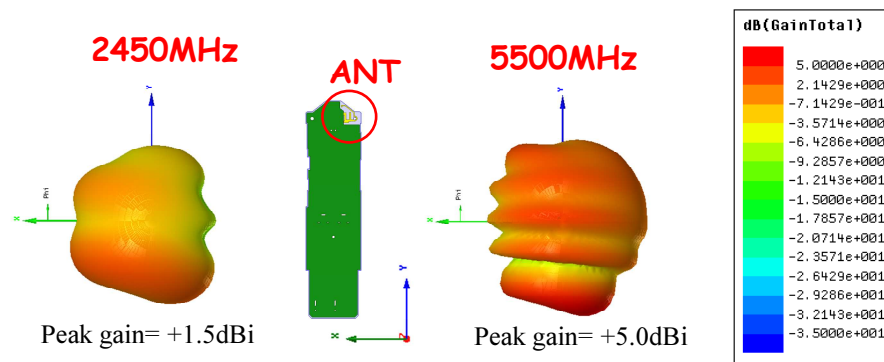 2450MHz
ANT
5500MHz
dB(GainTotal)
5.0000e+000
2.1429e+000
-7.1429e-001
-3.5714e+000
-6.4286e+000
-9.2857e+000
-1.2143e+001
-1.5000e+001
-1.7857e+001
-2.0714e+001
-2.3571e+001
-2.6429e+001
-2.9286e+001
-3.2143e+001
-3.5000e+001
Y
Y
Phi
X
Phi
X
Y
X
Z
Peak gain= +1.5dBi
Peak gain= +5.0dBi